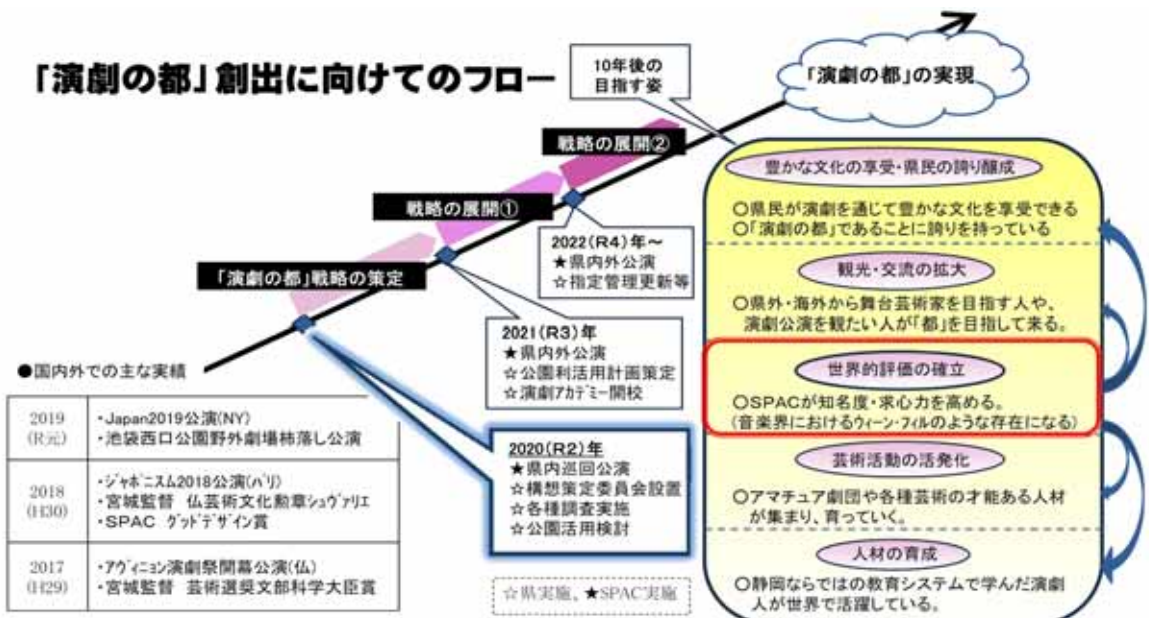 「演劇の都」創出に向けてのフロー
10年後の
目指す姿
「演劇の都」の実現
戦略の展開②
戦略の展開①
「演劇の都」戦略の策定
2022(R4)年~
★県内外公演
☆指定管理更新等
2021(R3)年
★県内外公演
☆公園利活用計画策定
☆演劇アカデミー開校
2020(R2)年
★県内巡回公演
☆構想策定委員会設置
☆各種調査実施
☆公園活用検討
☆県実施、★SPAC実施
●国内外での主な実績
2019
(R元)
・Japan2019公演(NY)
・池袋西口公園野外劇場杮落し公演
2018
(H30)
・ジャポニスム2018公演(パリ)
・宮城監督 仏芸術文化勲章シュヴァリエ
・SPAC グッドデザイン賞
2017
(H29)
・アヴィニョン演劇祭開幕公演(仏)
・宮城監督 芸術選奨文部科学大臣賞
豊かな文化の享受・県民の誇り醸成
○県民が演劇を通じて豊かな文化を享受できる
○「演劇の都」であることに誇りを持っている
観光・交流の拡大
○県外・海外から舞台芸術家を目指す人や、
演劇公演を観たい人が「都」を目指して来る。
世界的評価の確立
○SPACが知名度・求心力を高める。
(音楽界におけるウィーン・フィルのような存在になる)
芸術活動の活発化
○アマチュア劇団や各種芸術の才能ある人材
が集まり、育っていく。
人材の育成
○静岡ならではの教育システムで学んだ演劇
人が世界で活躍している。